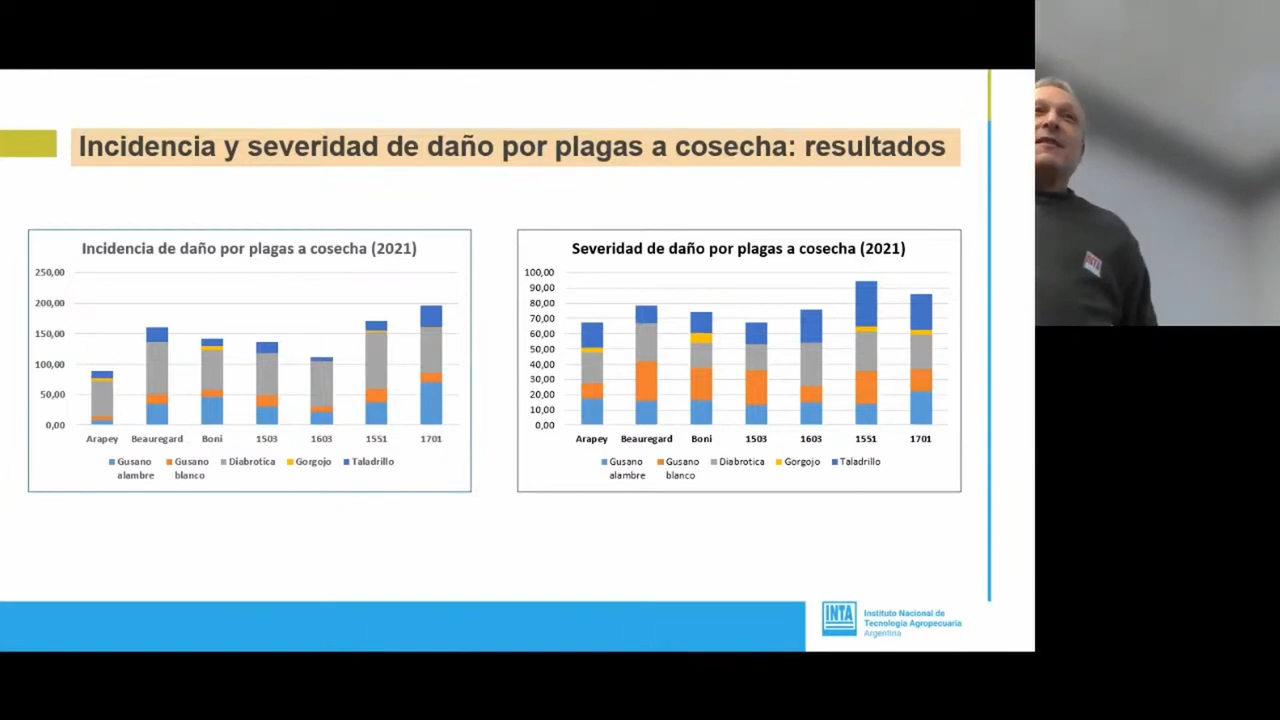 Incidencia y severidad de daño por plagas a cosecha: resultados
Incidencia de daño por plagas a cosecha (2021)
250,00
200,00
150,00
100,00
50,00
0,00
Arapey Beauregard Boni 1503 1603 1551 1701
Gusano alambre Gusano blanco Diabrotica Gorgojo Taladrillo
Severidad de daño por plagas a cosecha (2021)
100,00
90,00
80,00
70,00
60,00
50,00
40,00
30,00
20,00
10,00
0,00
Arapey Beauregard Boni 1503 1603 1551 1701
Gusano alambre Gusano blanco Diabrotica Gorgojo Taladrillo
INTA
Instituto Nacional de
Tecnología Agropecuaria
Argentina
INTA